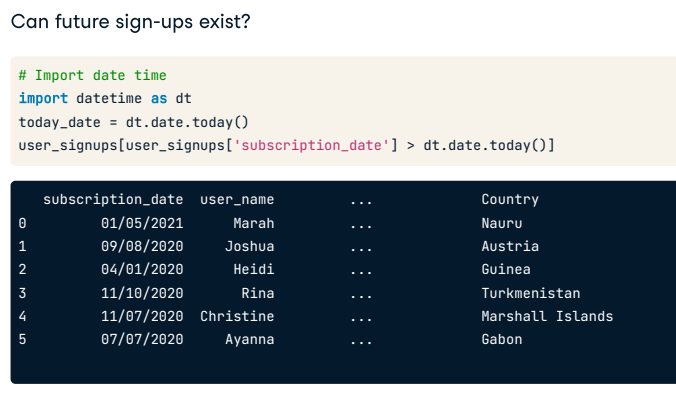 Can future sign-ups exist?
# Import date time
import datetime as dt
today_date = dt.date.today()
user_signups[user_signups['subscription_date'] > dt.date.today()]
subscription_date user_name ... Country
0 01/05/2021 Marah ... Nauru
1 09/08/2020 Joshua ... Austria
2 04/01/2020 Heidi ... Guinea
3 11/10/2020 Rina ... Turkmenistan
4 11/07/2020 Christine ... Marshall Islands
5 07/07/2020 Ayanna ... Gabon